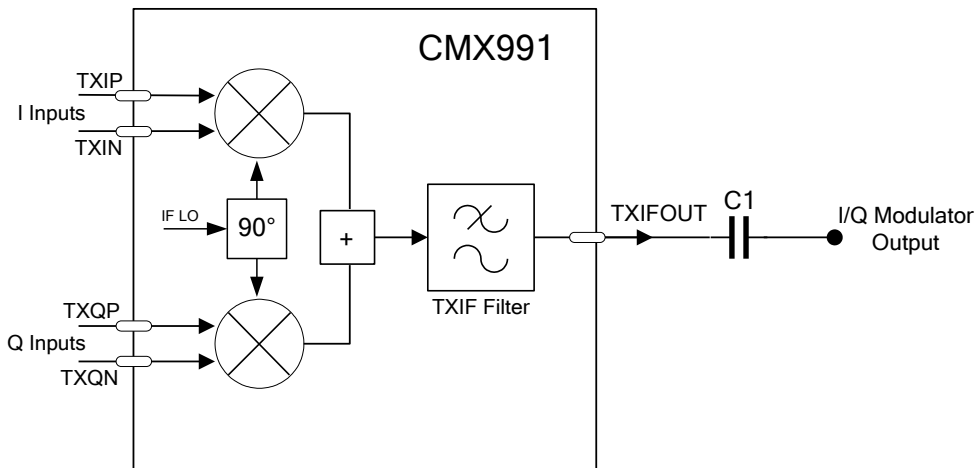 CMX991
TXIP
I Inputs
TXIN
IF LO
90°
+
TXIFOUT
C1
I/Q Modulator
Output
TXIF Filter
TXQP
Q Inputs
TXQN